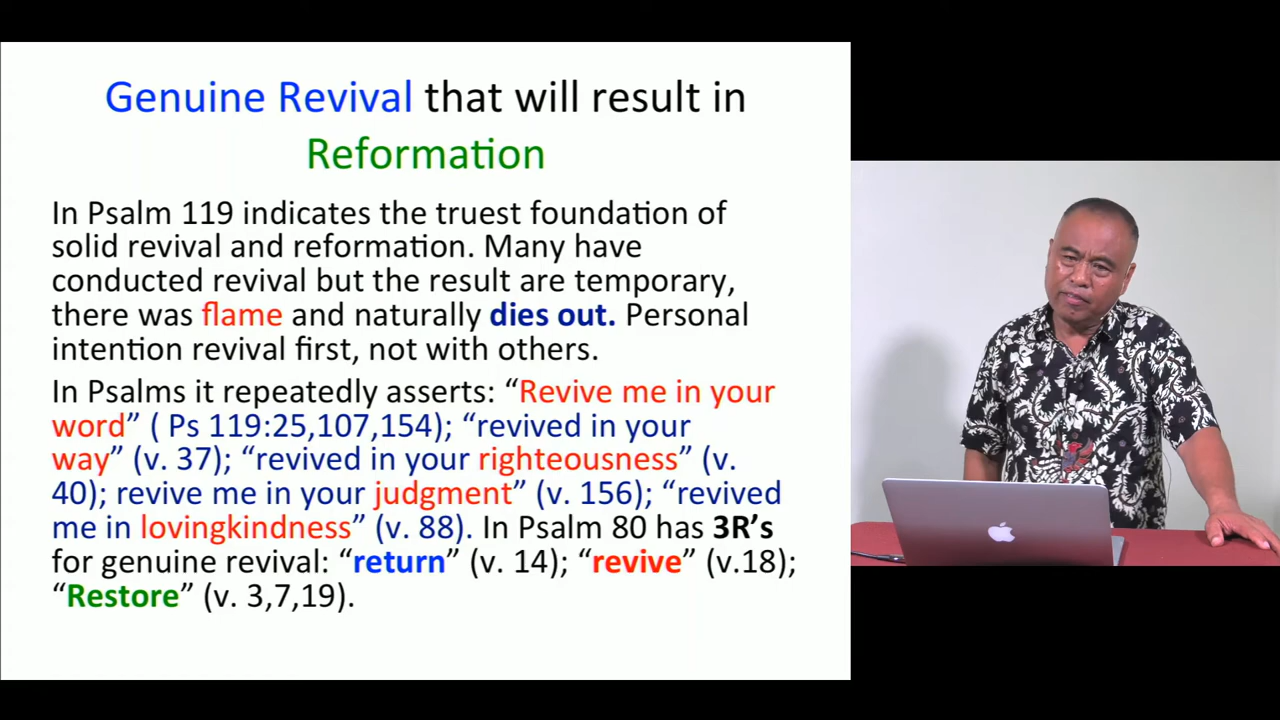 Genuine Revival that will result in
Reformation
In Psalm 119 indicates the truest foundation of
solid revival and reformation. Many have
conducted revival but the result are temporary,
there was flame and naturally dies out. Personal
intention revival first, not with others.
In Psalms it repeatedly asserts: “Revive me in your
word” ( Ps 119:25,107,154); “revived in your
way” (v. 37); “revived in your righteousness” (v.
40); revive me in your judgment” (v. 156); “revived
me in lovingkindness” (v. 88). In Psalm 80 has 3R’s
for genuine revival: “return” (v. 14); “revive” (v.18);
“Restore” (v. 3,7,19).